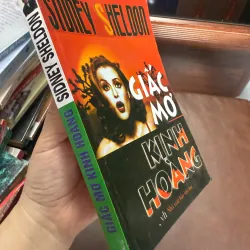 SIDNEY SHELDON
GIẤC
MƠ
KINH
HOÀNG
SIDNEY SHELDON
GIẤC MƠ KINH HOÀNG